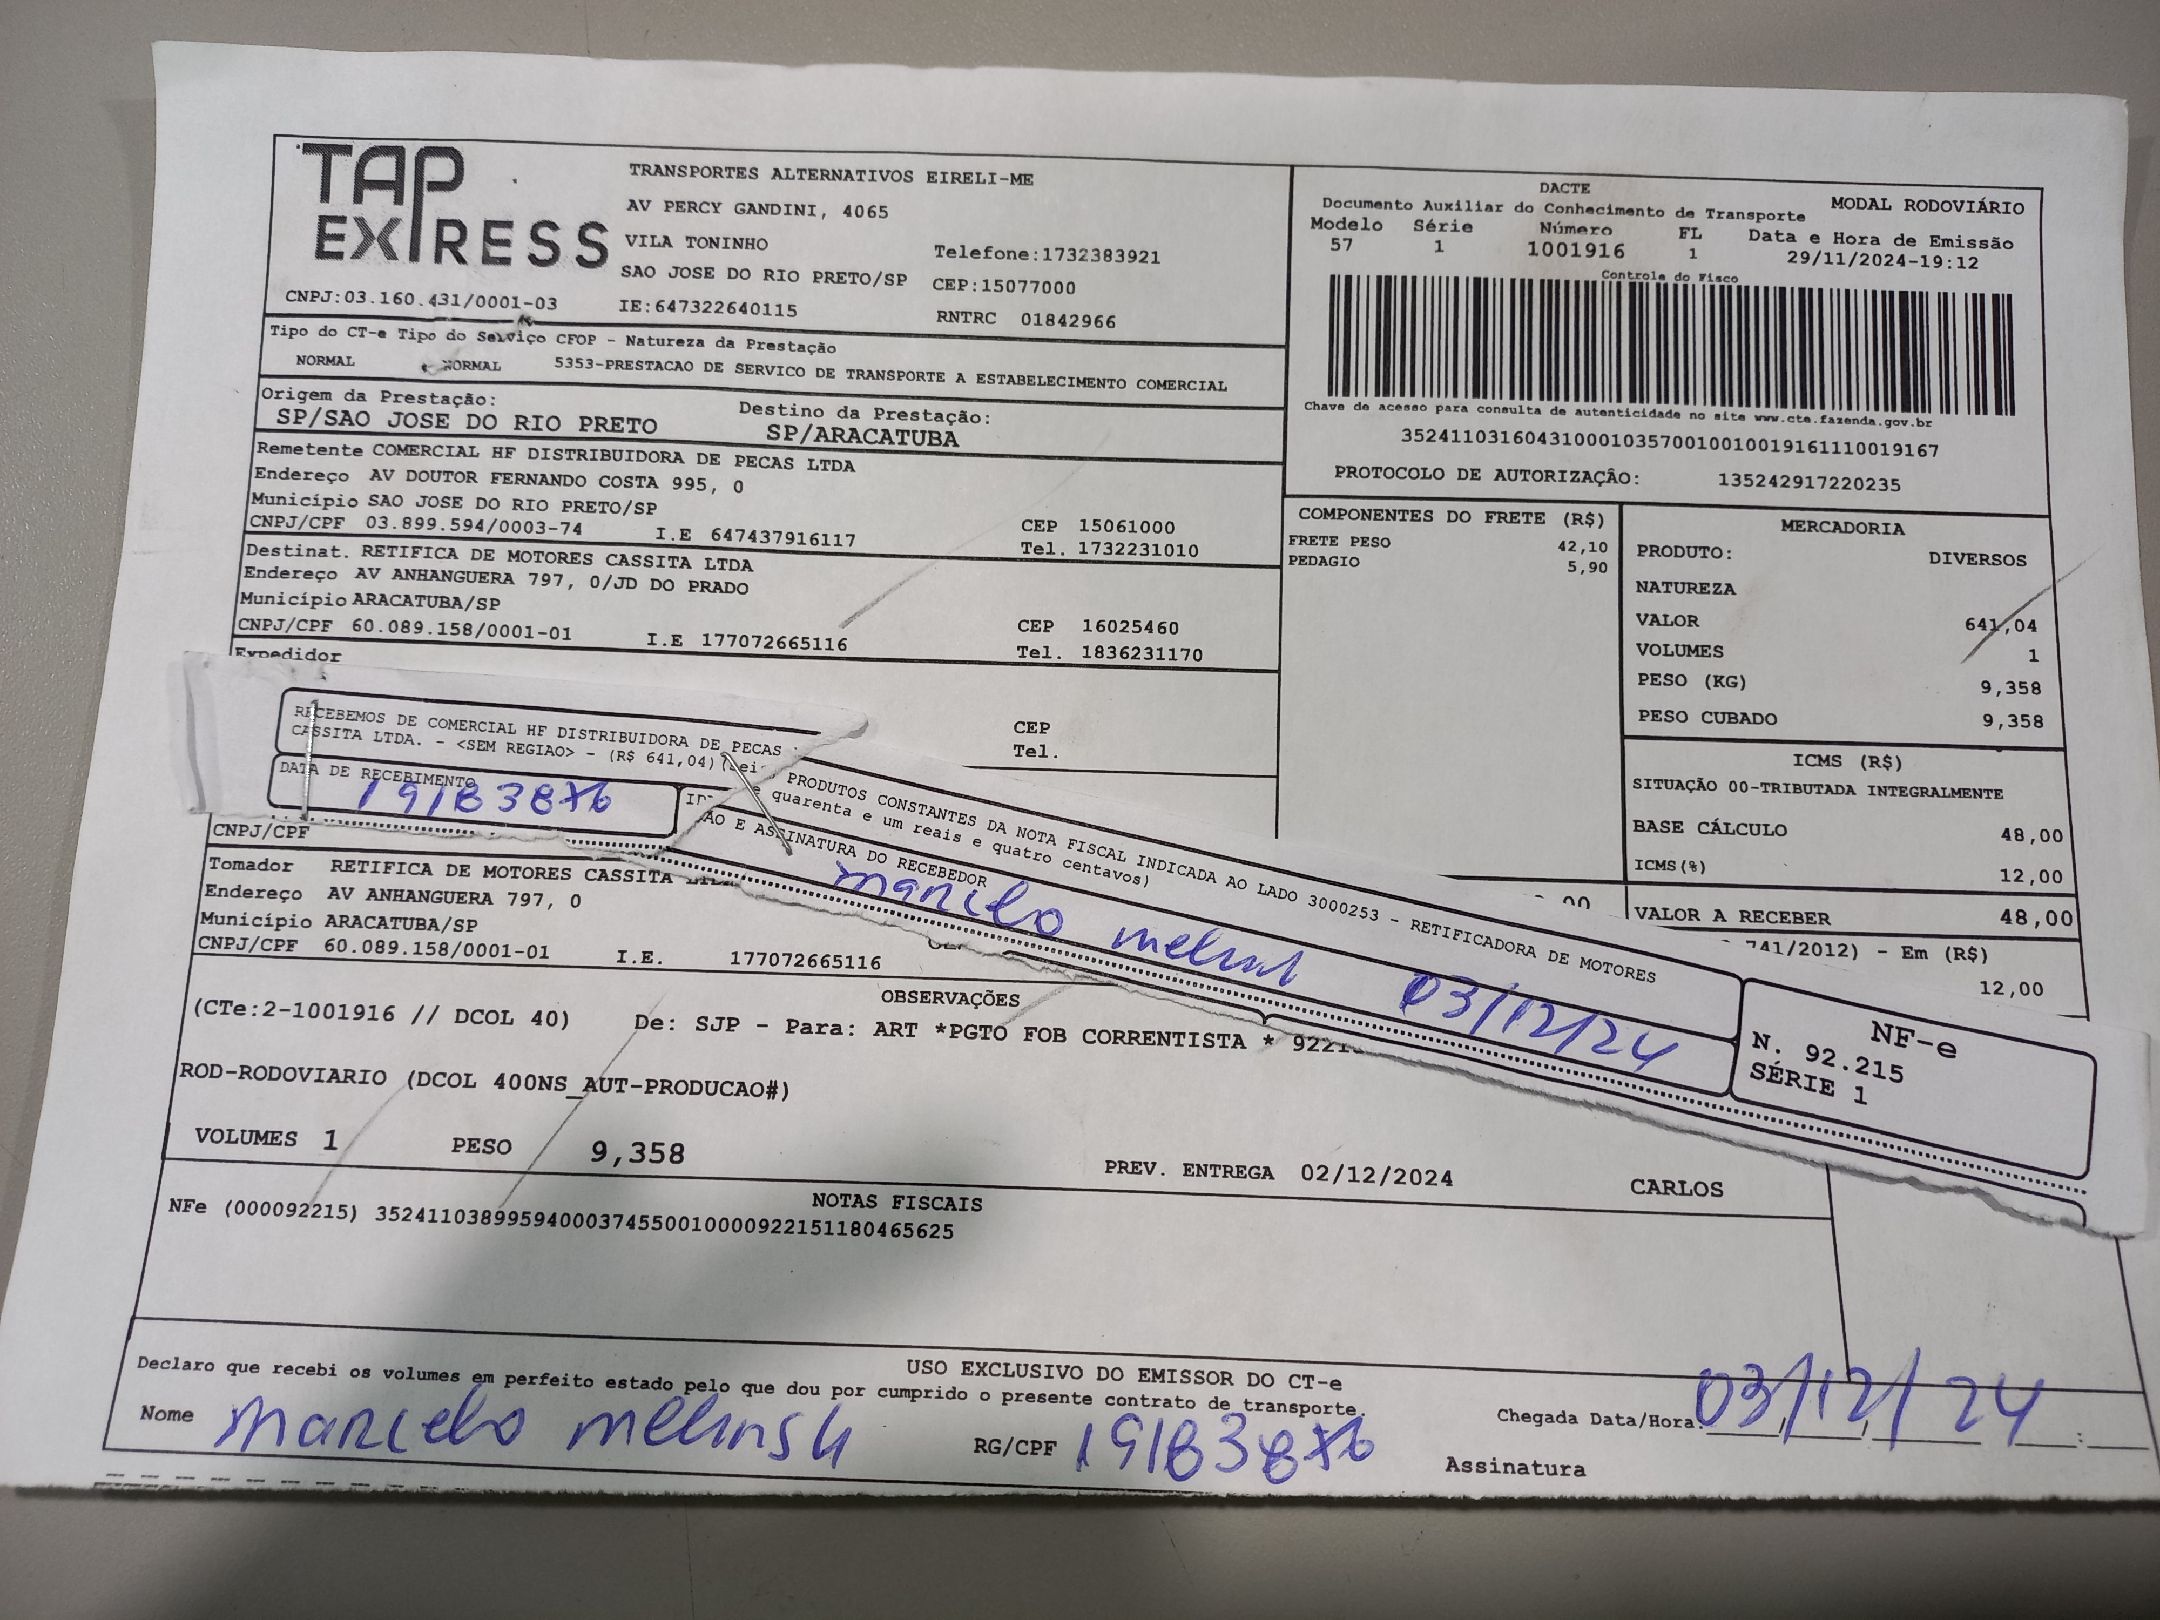 TAP EXPRESS
TRANSPORTES ALTERNATIVOS EIRELI-ME
AV PERCY GANDINI, 4065
VILA TONINHO
Telefone:1732383921
SAO JOSE DO RIO PRETO/SP CEP:15077000
CNPJ:03.160.431/0001-03 IE:647322640115 RNTRC 01842966
DACTE MODAL RODOVIÁRIO
Documento Auxiliar do Conhecimento de Transporte
Modelo Série Número FL Data e Hora de Emissão
57 1 1001916 1 29/11/2024-19:12
Controle do Fisco
Chave de acesso para consulta de autenticidade no site www.cte.fazenda.gov.br
35241103160431000103570010010019161110019167
PROTOCOLO DE AUTORIZAÇÂO: 135242917220235
Tipo do CT-e Tipo do Serviço CFOP - Natureza da Prestação
NORMAL NORMAL 5353-PRESTACAO DE SERVICO DE TRANSPORTE A ESTABELECIMENTO COMERCIAL
Origem da Prestação: Destino da Prestação:
SP/SAO JOSE DO RIO PRETO SP/ARACATUBA
Remetente COMERCIAL HF DISTRIBUIDORA DE PECAS LTDA
Endereço AV DOUTOR FERNANDO COSTA 995, 0
Município SAO JOSE DO RIO PRETO/SP CEP 15061000
CNPJ/CPF 03.899.594/0003-74 I.E 647437916117 Tel. 1732231010
Destinat. RETIFICA DE MOTORES CASSITA LTDA
Endereço AV ANHANGUERA 797, 0/JD DO PRADO
Município ARACATUBA/SP CEP 16025460
CNPJ/CPF 60.089.158/0001-01 I.E 177072665116 Tel. 1836231170
Expedidor
CEP
Tel.
COMPONENTES DO FRETE (R$)
FRETE PESO 42,10
PEDAGIO 5,90
MERCADORIA
PRODUTO: DIVERSOS
NATUREZA
VALOR 641,04
VOLUMES 1
PESO (KG) 9,358
PESO CUBADO 9,358
ICMS (R$)
SITUAÇÃO 00-TRIBUTADA INTEGRALMENTE
BASE CÁLCULO 48,00
ICMS(%) 12,00
VALOR A RECEBER 48,00
741/2012) - Em (R$)
12,00
RECEBEMOS DE COMERCIAL HF DISTRIBUIDORA DE PECAS PRODUTOS CONSTANTES DA NOTA FISCAL INDICADA AO LADO 3000253 - RETIFICADORA DE MOTORES
CASSITA LTDA. - <SEM REGIAO> - (R$ 641,04) quarenta e um reais e quatro centavos)
DATA DE RECEBIMENTO E ASSINATURA DO RECEBEDOR
03/12/24
NF-e
N. 92.215
SÉRIE 1
CNPJ/CPF
Tomador RETIFICA DE MOTORES CASSITA
Endereço AV ANHANGUERA 797, 0
Município ARACATUBA/SP
CNPJ/CPF 60.089.158/0001-01 I.E. 177072665116
OBSERVAÇÕES
(CTe:2-1001916 // DCOL 40) De: SJP - Para: ART *PGTO FOB CORRENTISTA *
ROD-RODOVIARIO (DCOL 400NS_AUT-PRODUCAO#)
VOLUMES 1 PESO 9,358 PREV. ENTREGA 02/12/2024 CARLOS
NOTAS FISCAIS
NFe (000092215) 35241103899594000374550010000922151180465625
USO EXCLUSIVO DO EMISSOR DO CT-e
Declaro que recebi os volumes em perfeito estado pelo que dou por cumprido o presente contrato de transporte.
Nome Marcelo RG/CPF Chegada Data/Hora: 03/12/24
Assinatura